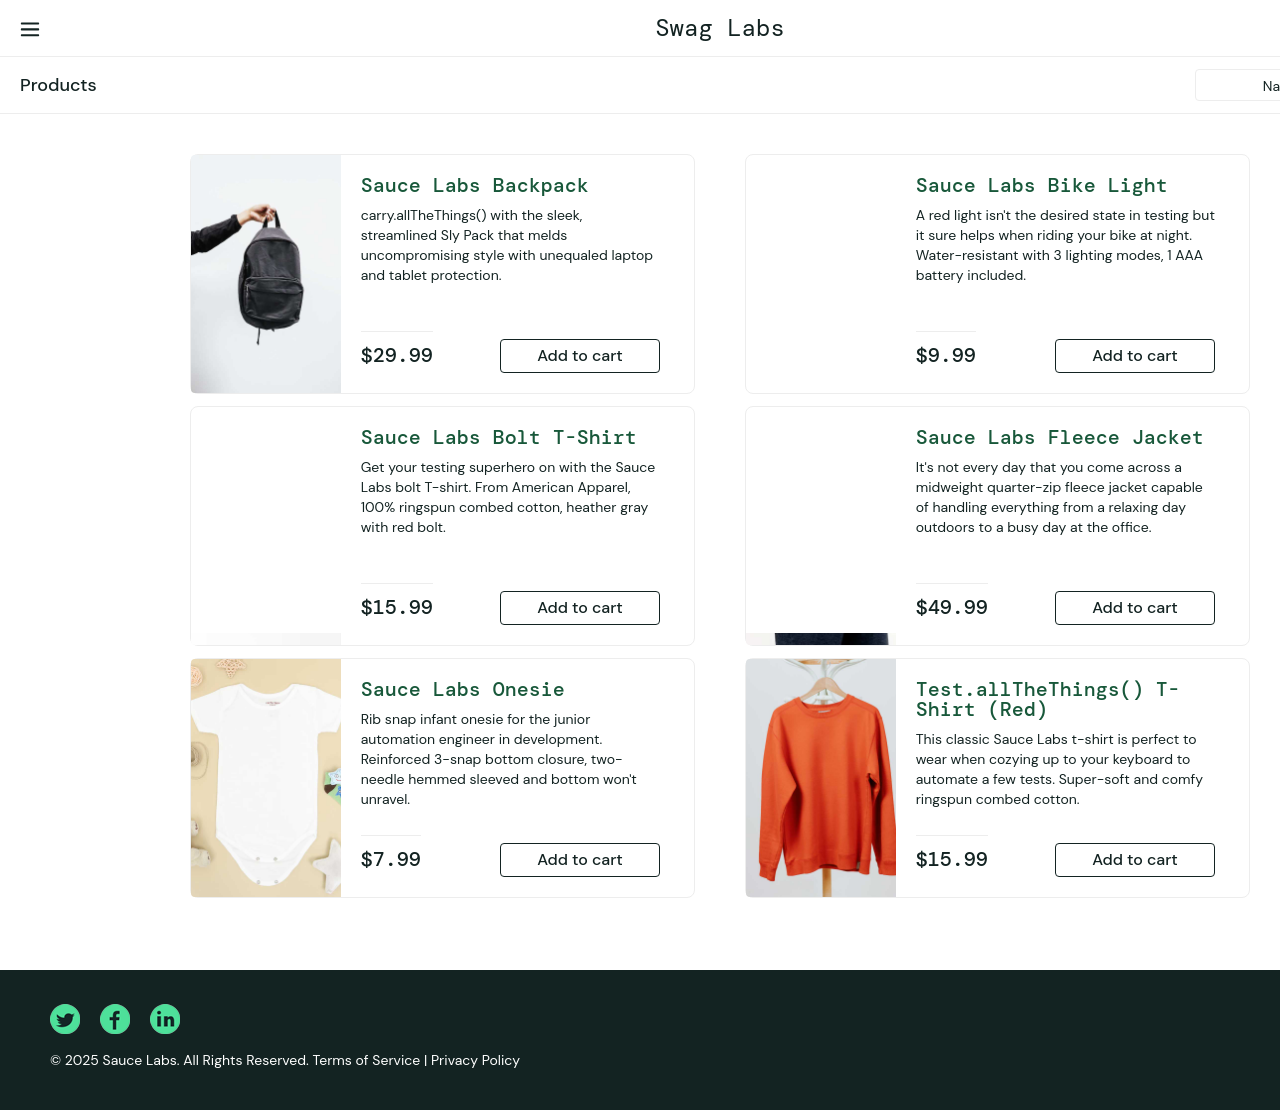 Swag Labs
Products
Na
Sauce Labs Backpack
carry.allTheThings() with the sleek,
streamlined Sly Pack that melds
uncompromising style with unequaled laptop
and tablet protection.
$29.99
Add to cart
Sauce Labs Bike Light
A red light isn't the desired state in testing but
it sure helps when riding your bike at night.
Water-resistant with 3 lighting modes, 1 AAA
battery included.
$9.99
Add to cart
Sauce Labs Bolt T-Shirt
Get your testing superhero on with the Sauce
Labs bolt T-shirt. From American Apparel,
100% ringspun combed cotton, heather gray
with red bolt.
$15.99
Add to cart
Sauce Labs Fleece Jacket
It's not every day that you come across a
midweight quarter-zip fleece jacket capable
of handling everything from a relaxing day
outdoors to a busy day at the office.
$49.99
Add to cart
Sauce Labs Onesie
Rib snap infant onesie for the junior
automation engineer in development.
Reinforced 3-snap bottom closure, two-
needle hemmed sleeved and bottom won't
unravel.
$7.99
Add to cart
Test.allTheThings() T-
Shirt (Red)
This classic Sauce Labs t-shirt is perfect to
wear when cozying up to your keyboard to
automate a few tests. Super-soft and comfy
ringspun combed cotton.
$15.99
Add to cart
© 2025 Sauce Labs. All Rights Reserved. Terms of Service | Privacy Policy